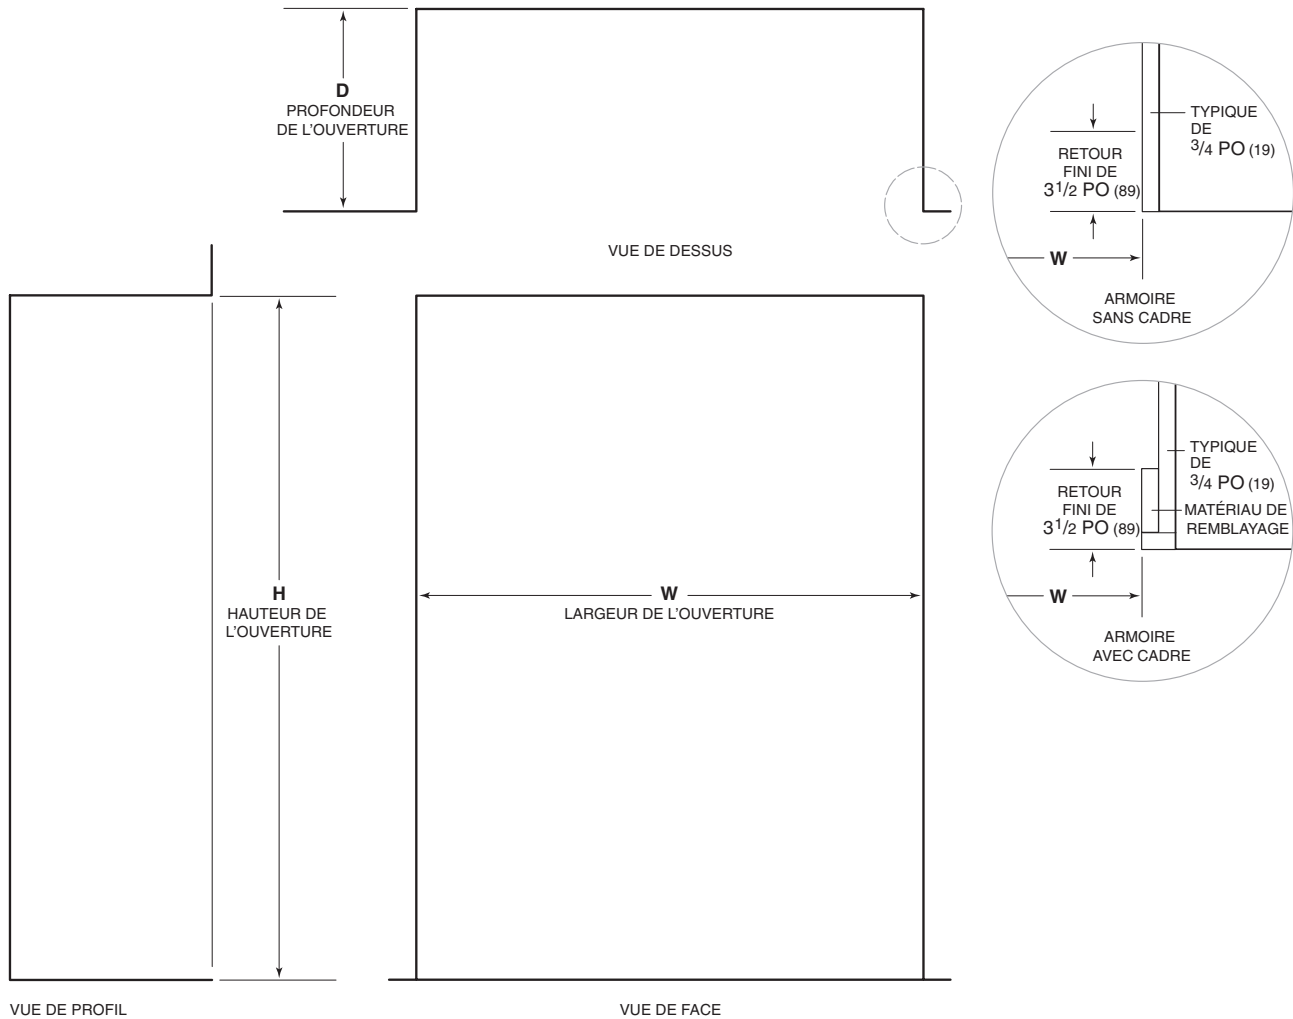 D
PROFONDEUR
DE L’OUVERTURE
VUE DE DESSUS
TYPIQUE
DE
3/4 PO (19)
RETOUR
FINI DE
31/2 PO (89)
W
ARMOIRE
SANS CADRE
H
HAUTEUR DE
L’OUVERTURE
W
LARGEUR DE L’OUVERTURE
TYPIQUE
DE
3/4 PO (19)
MATÉRIAU DE
REMBLAYAGE
RETOUR
FINI DE
31/2 PO (89)
W
ARMOIRE
AVEC CADRE
VUE DE PROFIL
VUE DE FACE